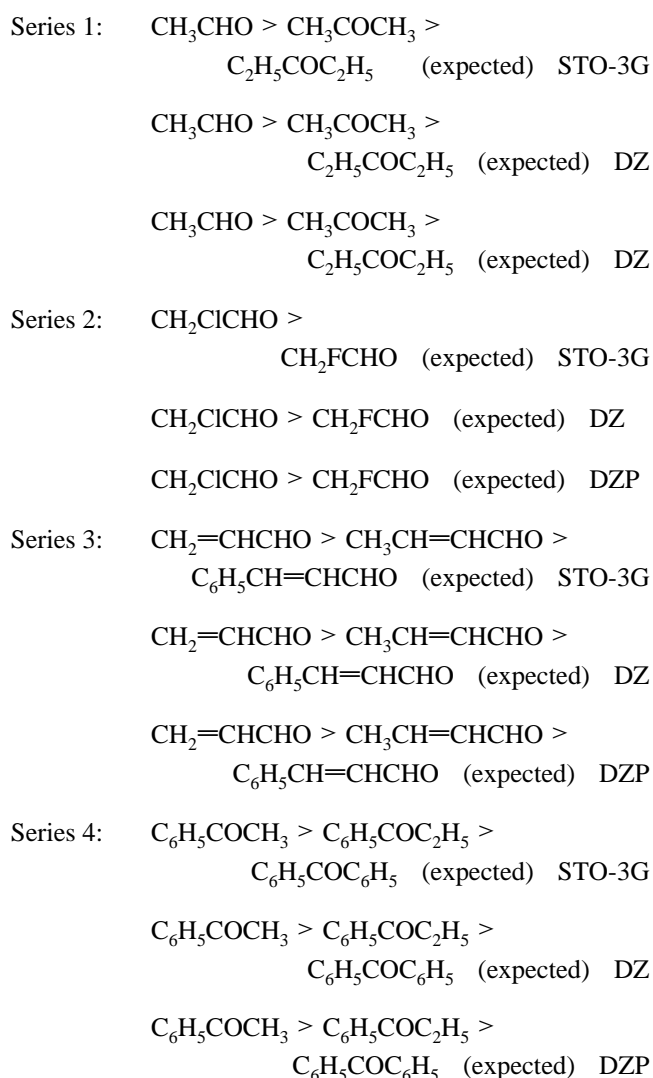 Series 1: CH₃CHO > CH₃COCH₃ >
C₂H₅COC₂H₅ (expected) STO-3G
CH₃CHO > CH₃COCH₃ >
C₂H₅COC₂H₅ (expected) DZ
CH₃CHO > CH₃COCH₃ >
C₂H₅COC₂H₅ (expected) DZ
Series 2: CH₂ClCHO >
CH₂FCHO (expected) STO-3G
CH₂ClCHO > CH₂FCHO (expected) DZ
CH₂ClCHO > CH₂FCHO (expected) DZP
Series 3: CH₂=CHCHO > CH₃CH=CHCHO >
C₆H₅CH=CHCHO (expected) STO-3G
CH₂=CHCHO > CH₃CH=CHCHO >
C₆H₅CH=CHCHO (expected) DZ
CH₂=CHCHO > CH₃CH=CHCHO >
C₆H₅CH=CHCHO (expected) DZP
Series 4: C₆H₅COCH₃ > C₆H₅COC₂H₅ >
C₆H₅COC₆H₅ (expected) STO-3G
C₆H₅COCH₃ > C₆H₅COC₂H₅ >
C₆H₅COC₆H₅ (expected) DZ
C₆H₅COCH₃ > C₆H₅COC₂H₅ >
C₆H₅COC₆H₅ (expected) DZP